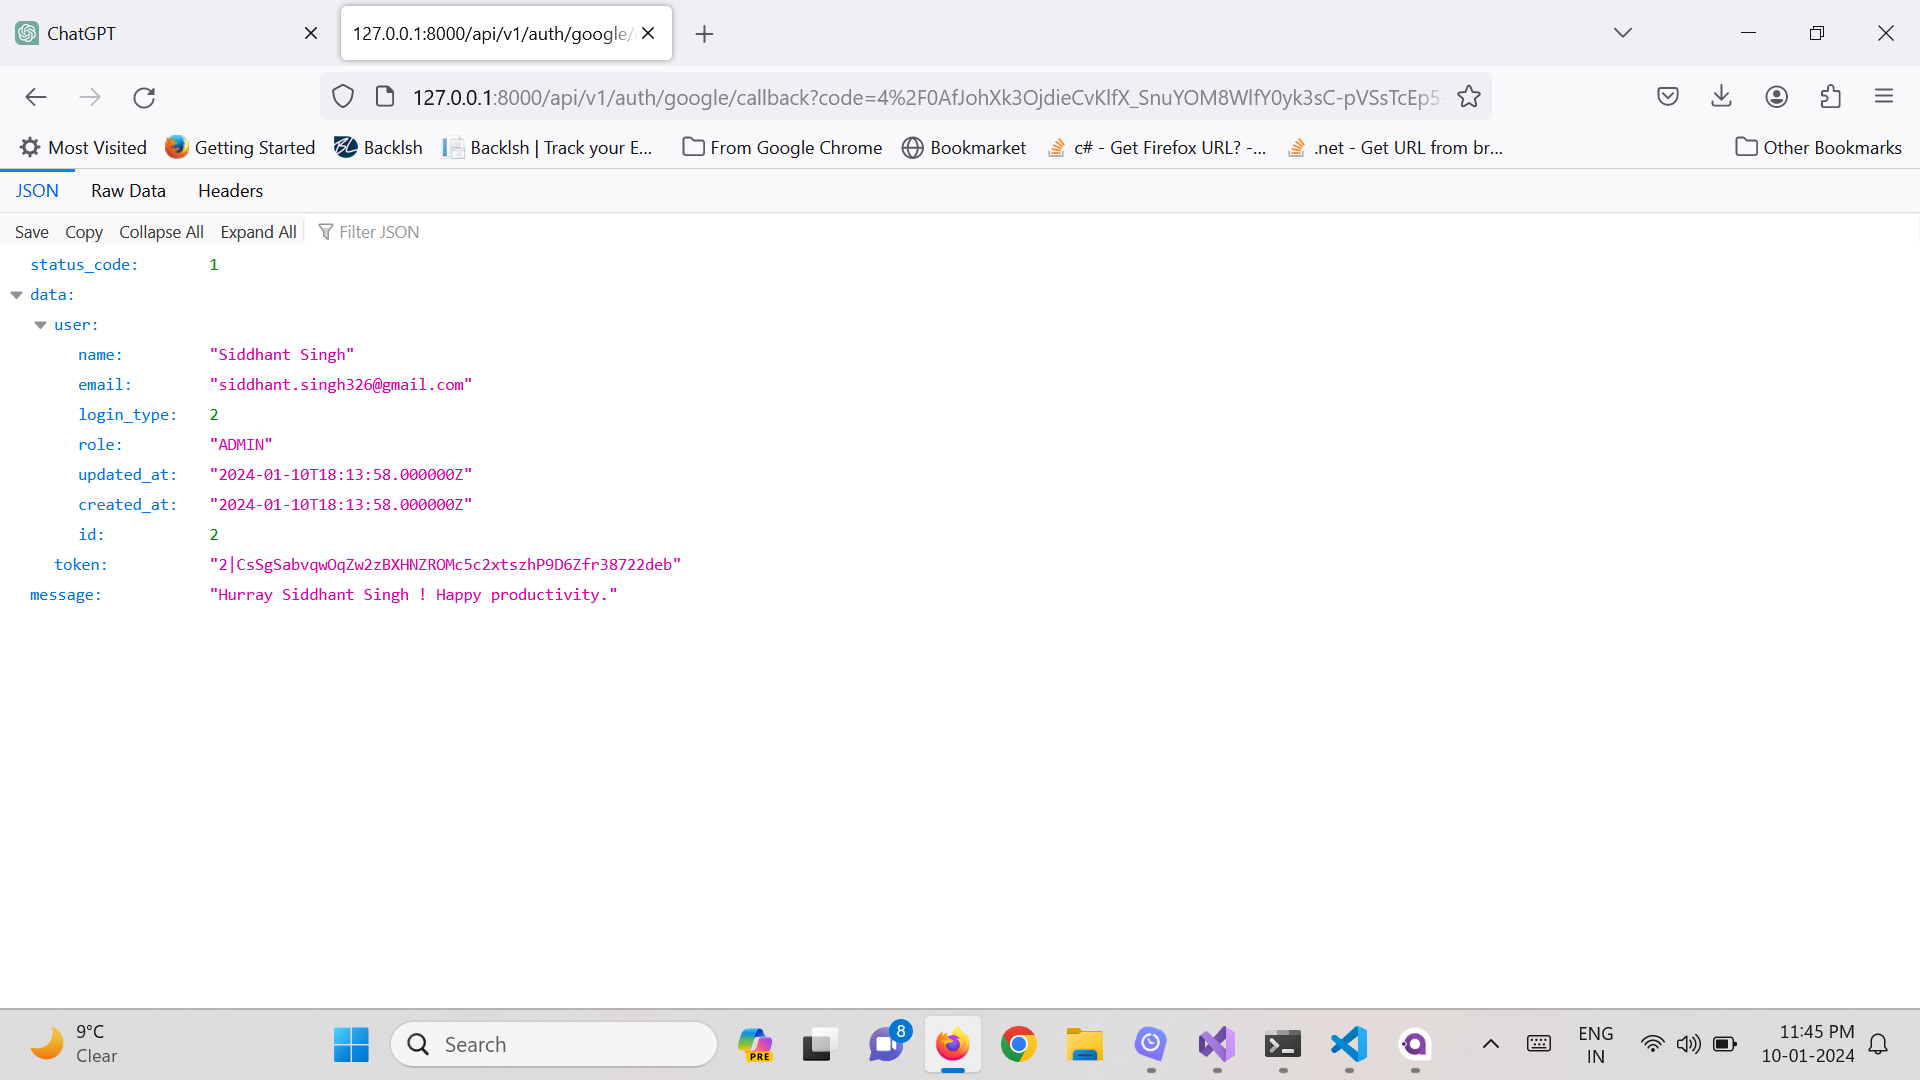 ChatGPT
127.0.0.1:8000/api/v1/auth/google/
127.0.0.1:8000/api/v1/auth/google/callback?code=4%2F0AfJohXk3OjdieCvKlfX_SnuYOM8WlfY0yk3sC-pVSsTcEp5-
Most Visited Getting Started Backlsh Backlsh | Track your E... From Google Chrome Bookmarket c# - Get Firefox URL? -... .net - Get URL from br... Other Bookmarks
JSON Raw Data Headers
Save Copy Collapse All Expand All Filter JSON
status_code: 1
data:
user:
name: "Siddhant Singh"
email: "siddhant.singh326@gmail.com"
login_type: 2
role: "ADMIN"
updated_at: "2024-01-10T18:13:58.000000Z"
created_at: "2024-01-10T18:13:58.000000Z"
id: 2
token: "2|CsSgSabvqwOqZw2zBXHNZROMc5c2xtszhP9D6Zfr38722deb"
message: "Hurray Siddhant Singh ! Happy productivity."
9°C
Clear
Search
PRE
8
ENG
IN
11:45 PM
10-01-2024